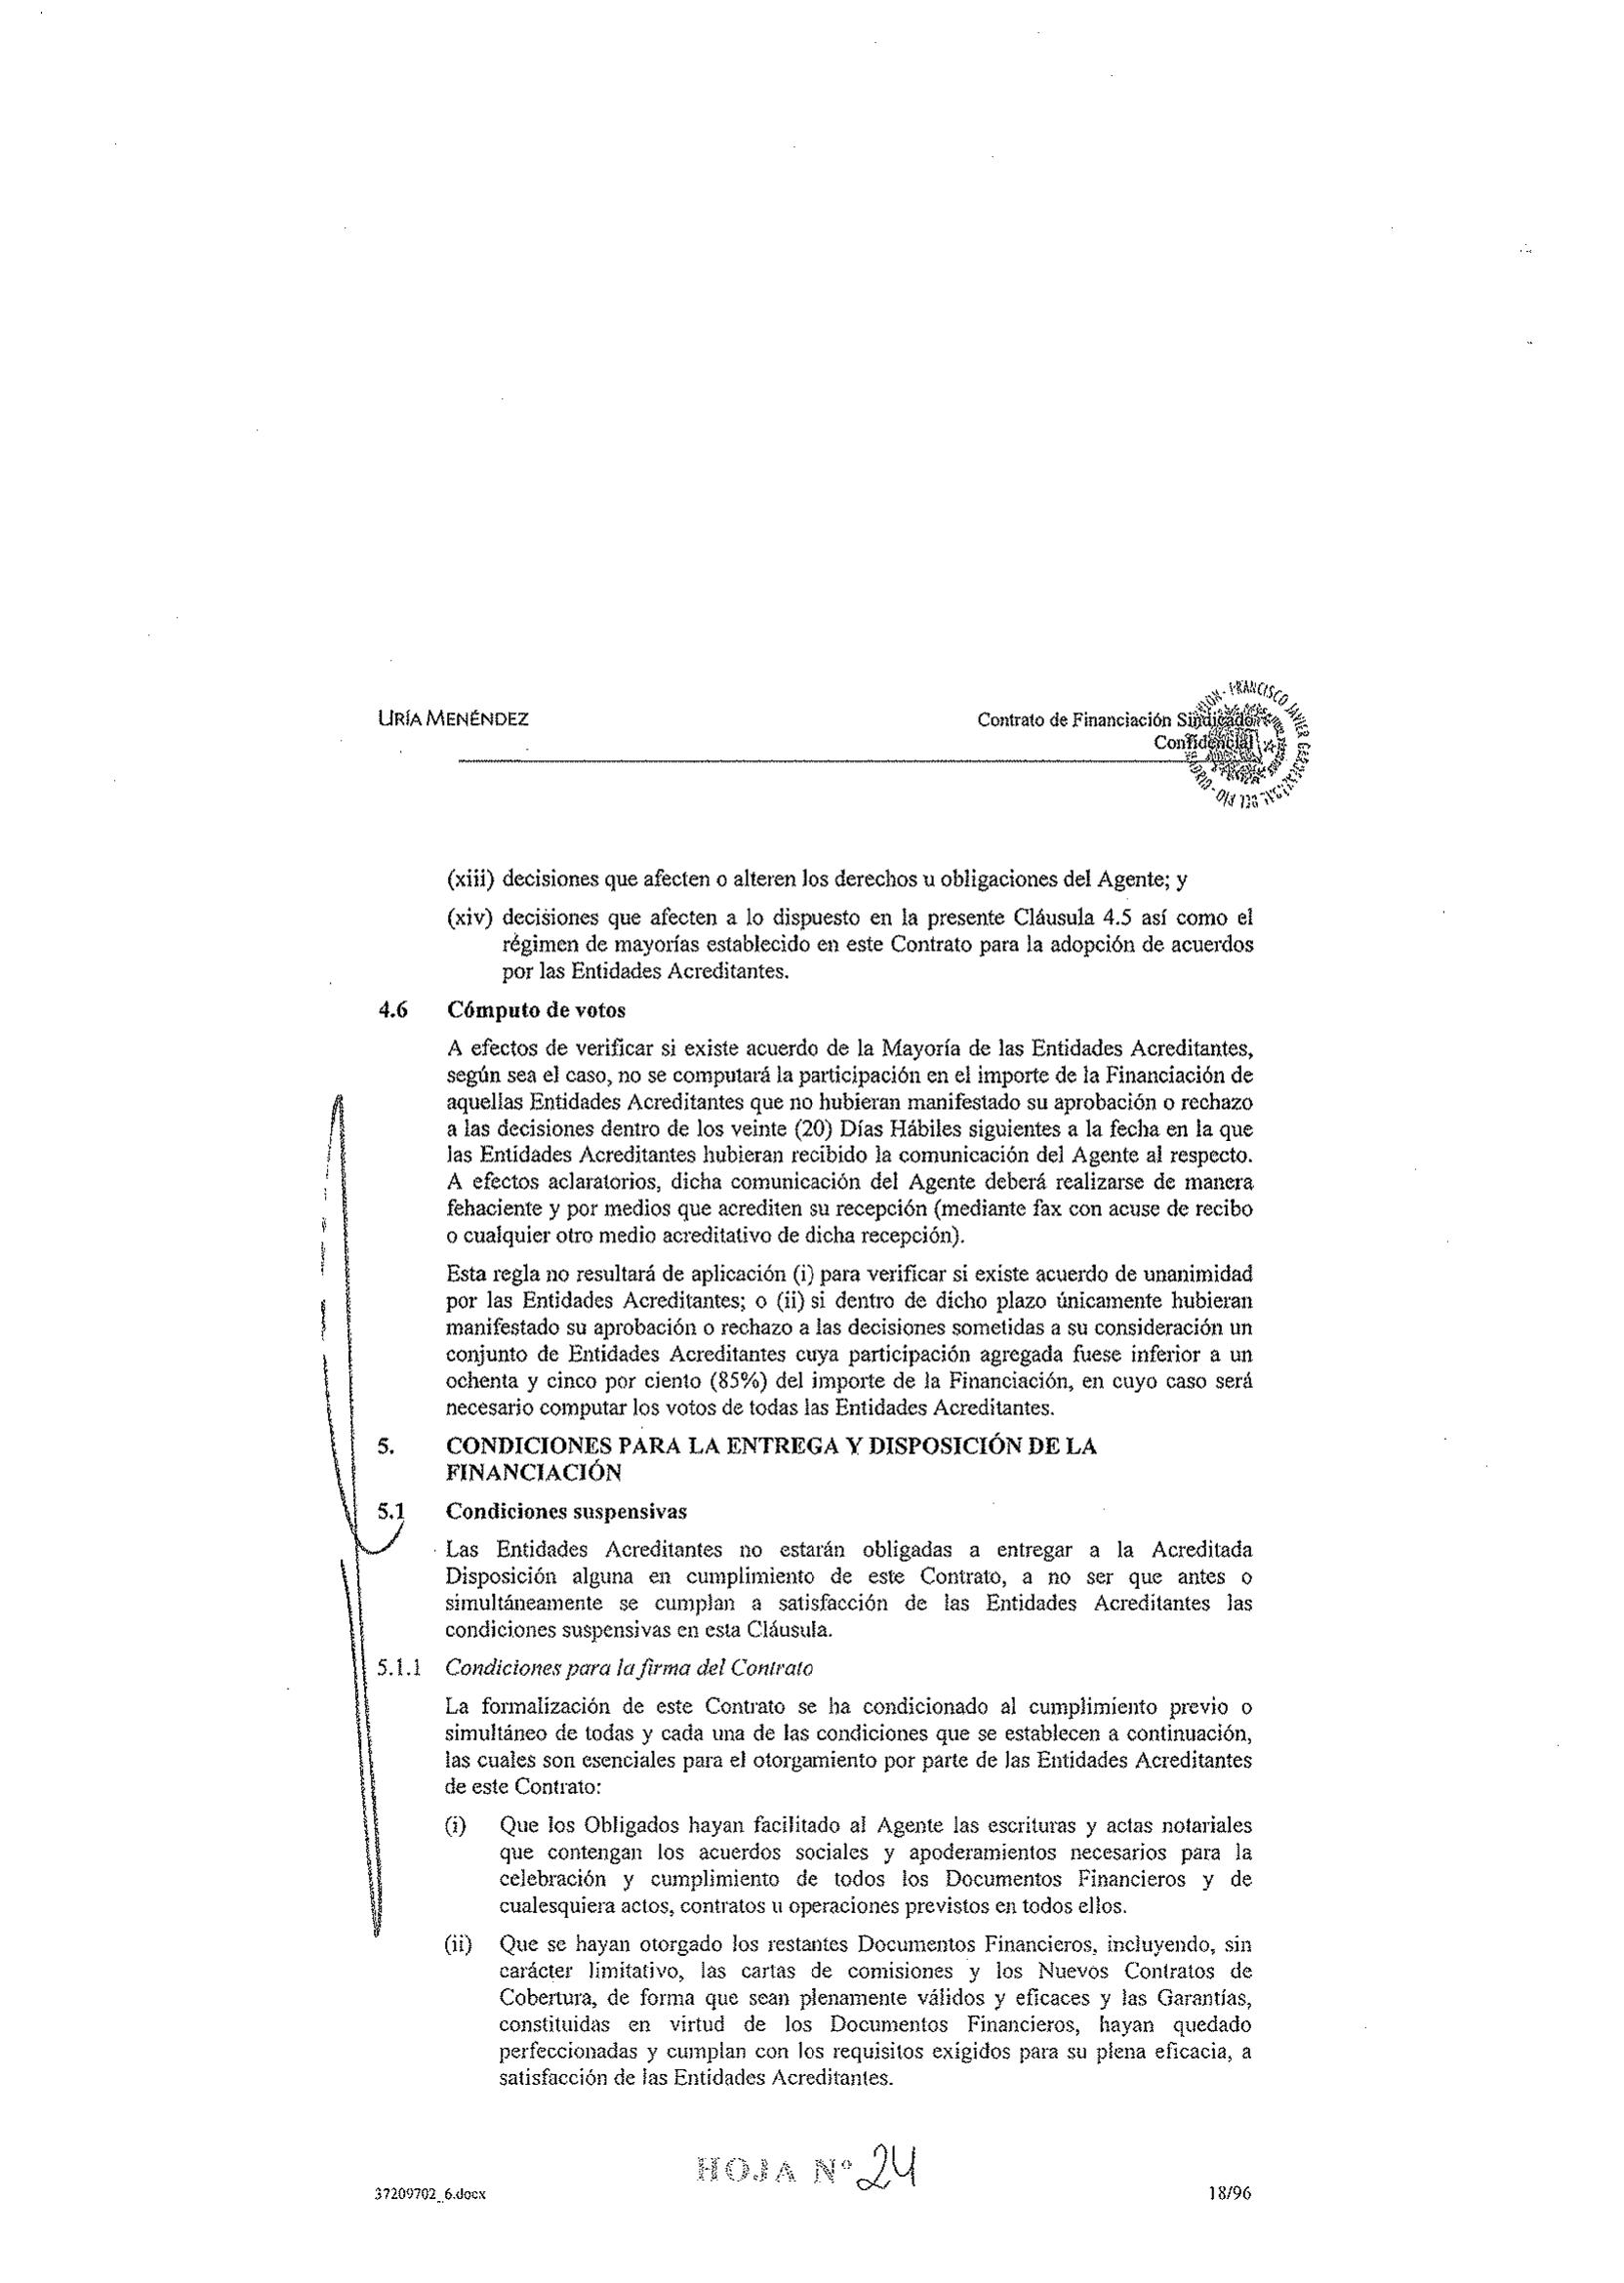 URÍA MENÉNDEZ
Contrato de Financiación Sindicado
Confidencial
FRANCISCO JAVIER
(xiii) decisiones que afecten o alteren los derechos u obligaciones del Agente; y
(xiv) decisiones que afecten a lo dispuesto en la presente Cláusula 4.5 así como el
régimen de mayorías establecido en este Contrato para la adopción de acuerdos
por las Entidades Acreditantes.
4.6 Cómputo de votos
A efectos de verificar si existe acuerdo de la Mayoría de las Entidades Acreditantes,
según sea el caso, no se computará la participación en el importe de la Financiación de
aquellas Entidades Acreditantes que no hubieran manifestado su aprobación o rechazo
a las decisiones dentro de los veinte (20) Días Hábiles siguientes a la fecha en la que
las Entidades Acreditantes hubieran recibido la comunicación del Agente al respecto.
A efectos aclaratorios, dicha comunicación del Agente deberá realizarse de manera
fehaciente y por medios que acrediten su recepción (mediante fax con acuse de recibo
o cualquier otro medio acreditativo de dicha recepción).
Esta regla no resultará de aplicación (i) para verificar si existe acuerdo de unanimidad
por las Entidades Acreditantes; o (ii) si dentro de dicho plazo únicamente hubieran
manifestado su aprobación o rechazo a las decisiones sometidas a su consideración un
conjunto de Entidades Acreditantes cuya participación agregada fuese inferior a un
ochenta y cinco por ciento (85%) del importe de la Financiación, en cuyo caso será
necesario computar los votos de todas las Entidades Acreditantes.
5. CONDICIONES PARA LA ENTREGA Y DISPOSICIÓN DE LA
FINANCIACIÓN
5.1 Condiciones suspensivas
Las Entidades Acreditantes no estarán obligadas a entregar a la Acreditada
Disposición alguna en cumplimiento de este Contrato, a no ser que antes o
simultáneamente se cumplan a satisfacción de las Entidades Acreditantes las
condiciones suspensivas en esta Cláusula.
5.1.1 Condiciones para la firma del Contrato
La formalización de este Contrato se ha condicionado al cumplimiento previo o
simultáneo de todas y cada una de las condiciones que se establecen a continuación,
las cuales son esenciales para el otorgamiento por parte de las Entidades Acreditantes
de este Contrato:
(i) Que los Obligados hayan facilitado al Agente las escrituras y actas notariales
que contengan los acuerdos sociales y apoderamientos necesarios para la
celebración y cumplimiento de todos los Documentos Financieros y de
cualesquiera actos, contratos u operaciones previstos en todos ellos.
(ii) Que se hayan otorgado los restantes Documentos Financieros, incluyendo, sin
carácter limitativo, las cartas de comisiones y los Nuevos Contratos de
Cobertura, de forma que sean plenamente válidos y eficaces y las Garantías,
constituidas en virtud de los Documentos Financieros, hayan quedado
perfeccionadas y cumplan con los requisitos exigidos para su plena eficacia, a
satisfacción de las Entidades Acreditantes.
HOJA Nº 24
37209702_6.docx
18/96